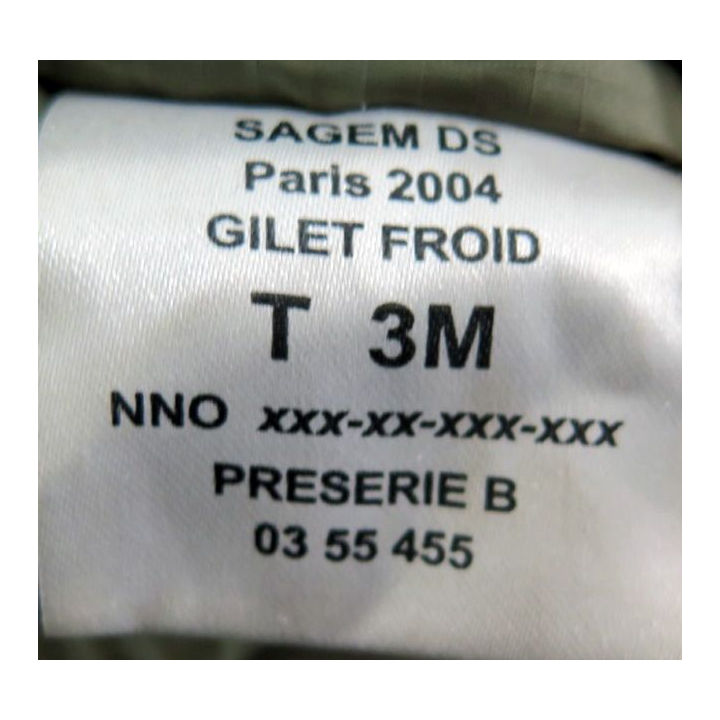 SAGEM DS
Paris 2004
GILET FROID
T 3M
NNO xxx-xx-xxx-xxx
PRESERIE B
03 55 455